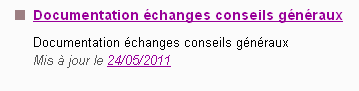 Documentation échanges conseils généraux
Documentation échanges conseils généraux
Mis à jour le 24/05/2011